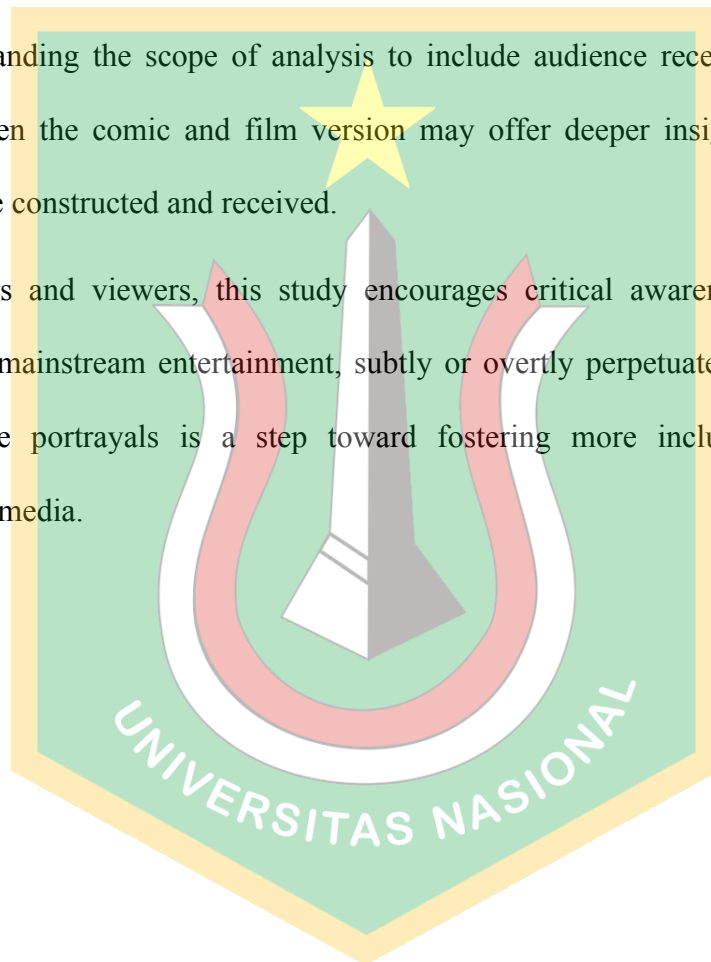 anding the scope of analysis to include audience rece
en the comic and film version may offer deeper insi
e constructed and received.
s and viewers, this study encourages critical awaren
mainstream entertainment, subtly or overtly perpetuate
e portrayals is a step toward fostering more inclu
media.
UNIVERSITAS NASIONAL